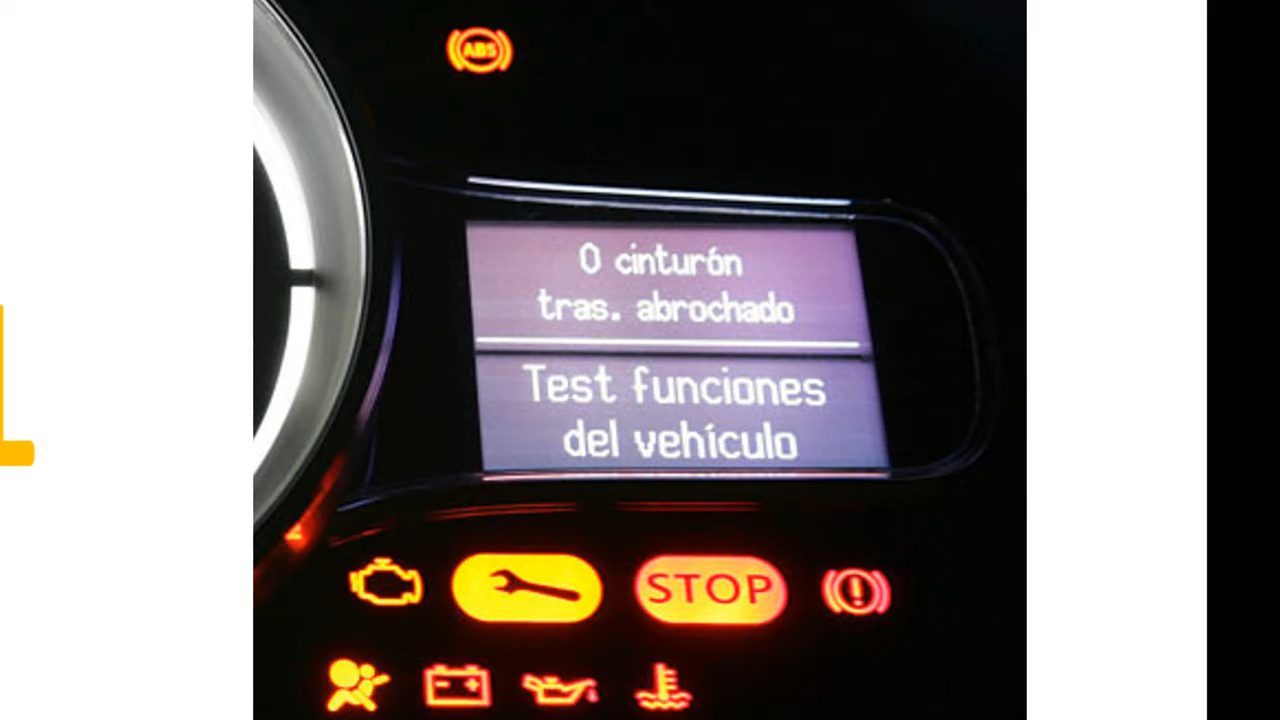 ABS
0 cinturón
tras. abrochado
Test funciones
del vehículo
STOP